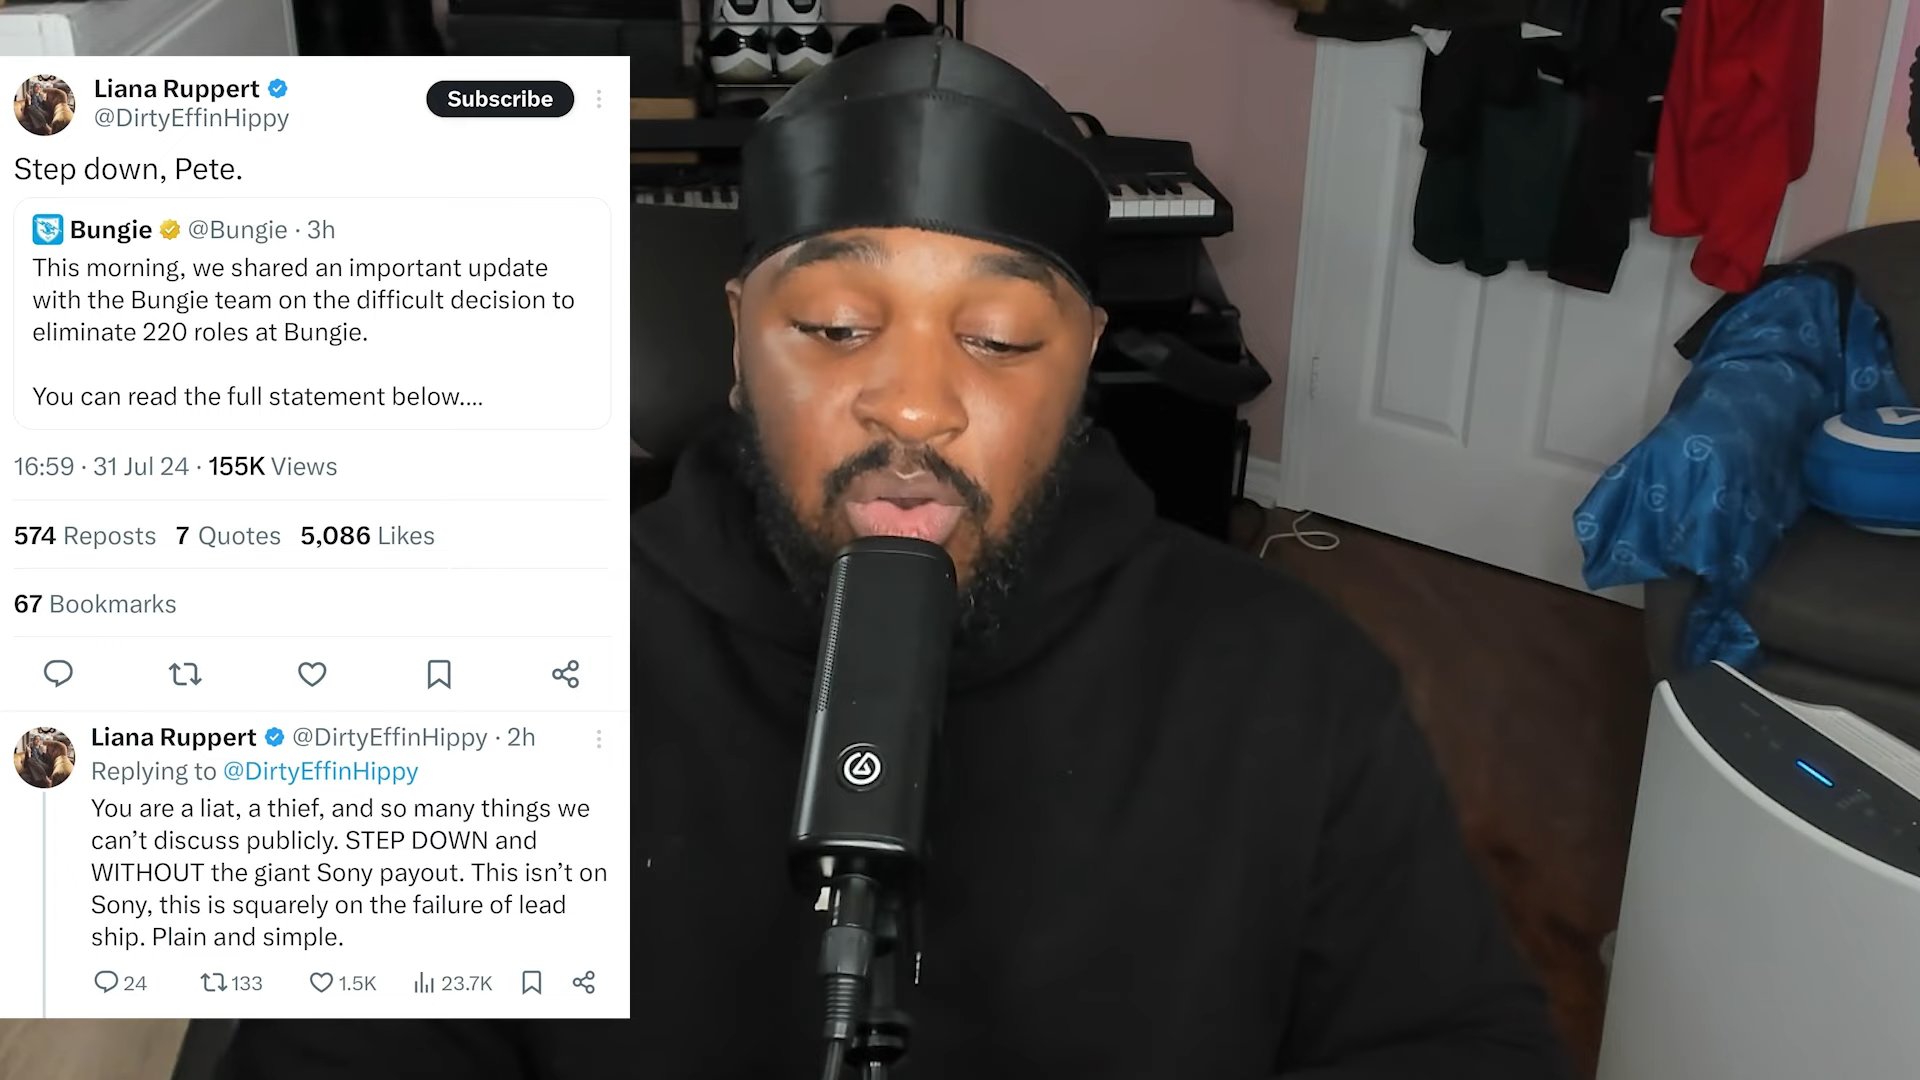 Liana Ruppert
@DirtyEffinHippy
Subscribe
Step down, Pete.
Bungie @Bungie · 3h
This morning, we shared an important update
with the Bungie team on the difficult decision to
eliminate 220 roles at Bungie.
You can read the full statement below....
16:59 · 31 Jul 24 · 155K Views
574 Reposts 7 Quotes 5,086 Likes
67 Bookmarks
Liana Ruppert @DirtyEffinHippy · 2h
Replying to @DirtyEffinHippy
You are a liat, a thief, and so many things we
can’t discuss publicly. STEP DOWN and
WITHOUT the giant Sony payout. This isn’t on
Sony, this is squarely on the failure of lead
ship. Plain and simple.
24 133 1.5K 23.7K